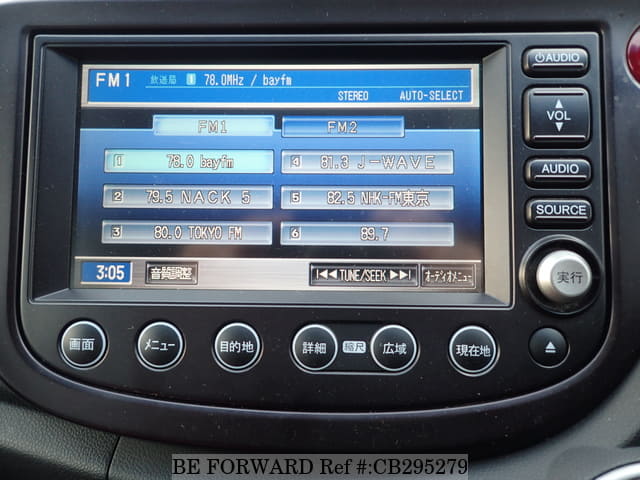 FM1 放送局 1 78.0MHz / bayfm
STEREO AUTO-SELECT
FM1 FM2
1 78.0 bayfm 4 81.3 J-WAVE
2 79.5 NACK 5 5 82.5 NHK-FM東京
3 80.0 TOKYO FM 6 89.7
3:05 音質調整 TUNE/SEEK オーディオメニュー
AUDIO
VOL
AUDIO
SOURCE
実行
画面 メニュー 目的地 詳細 縮尺 広域 現在地
BE FORWARD Ref #:CB295279